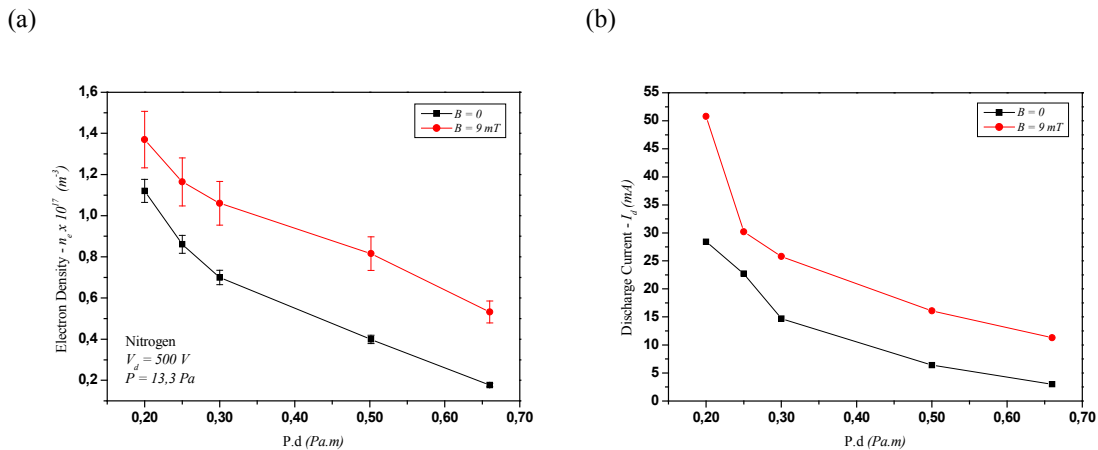 (a)
(b)
1,6
1,4
1,2
1,0
0,8
0,6
0,4
0,2
Electron Density - n_e x 10^17 (m^-3)
B = 0
B = 9 mT
Nitrogen
V_d = 500 V
P = 13,3 Pa
0,20 0,30 0,40 0,50 0,60 0,70
P.d (Pa.m)
55
50
45
40
35
30
25
20
15
10
5
0
Discharge Current - I_d (mA)
B = 0
B = 9 mT
0,20 0,30 0,40 0,50 0,60 0,70
P.d (Pa.m)